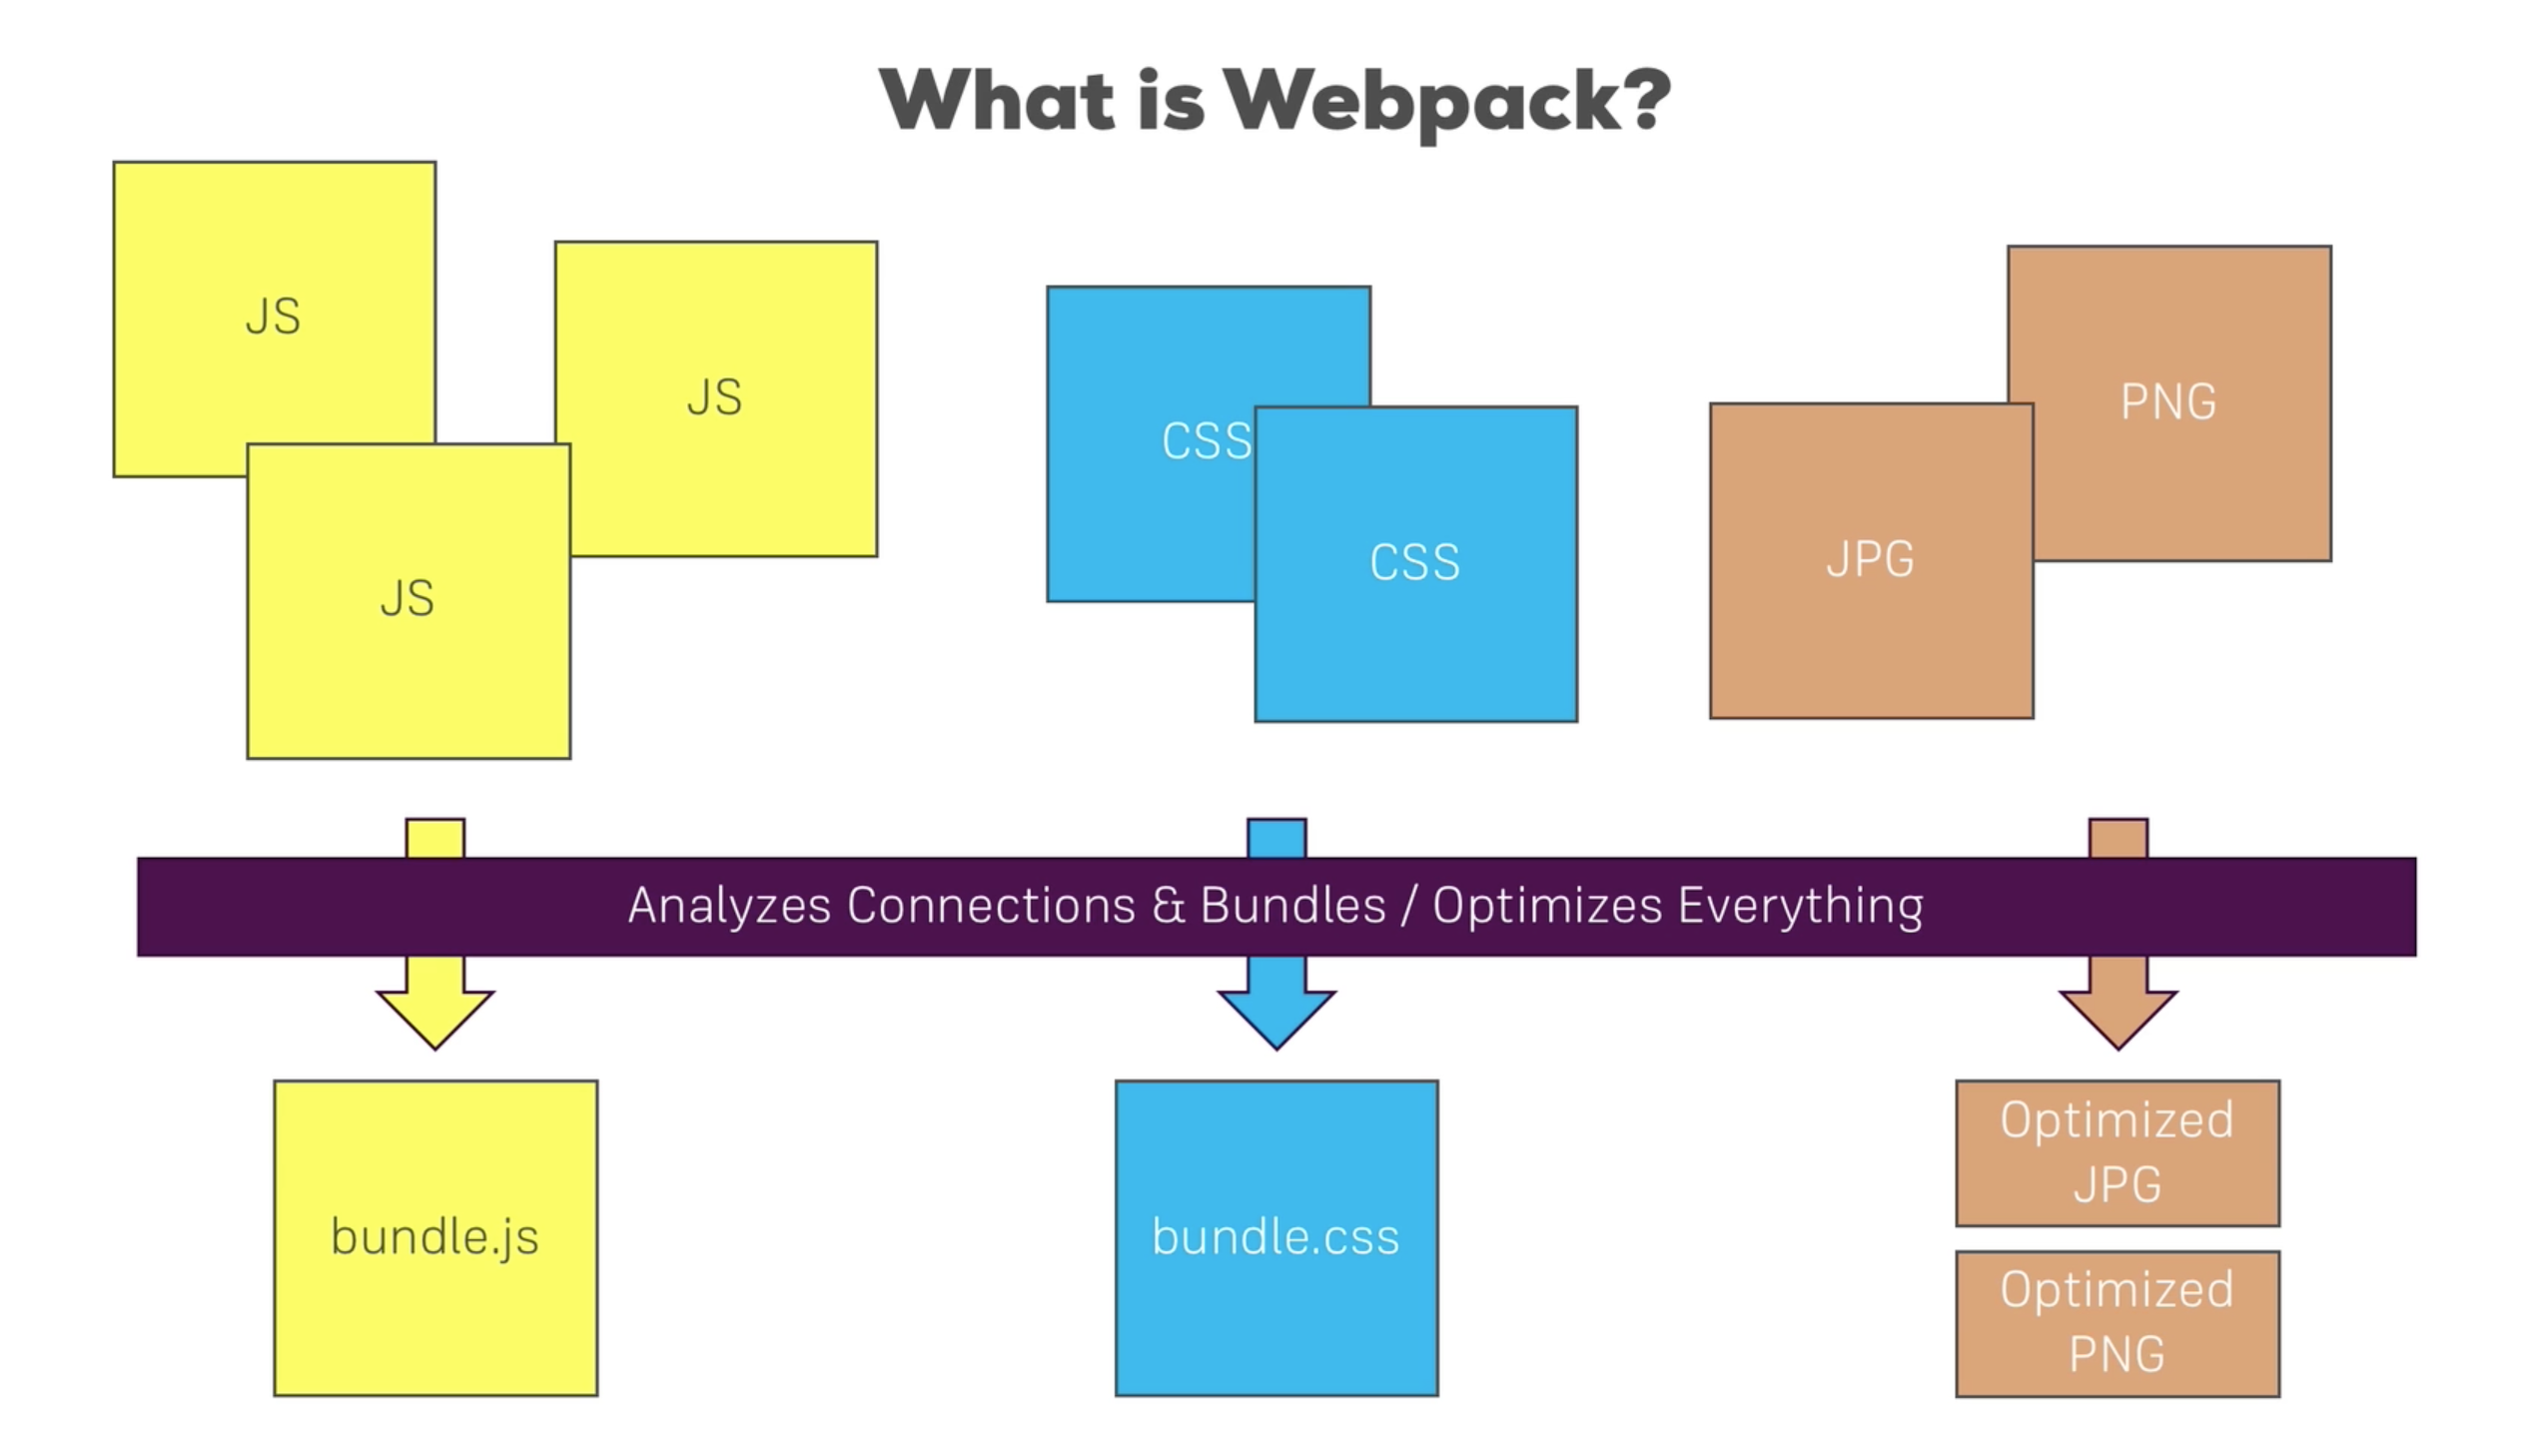 What is Webpack?
JS
JS
JS
CSS
CSS
PNG
JPG
Analyzes Connections & Bundles / Optimizes Everything
bundle.js
bundle.css
Optimized
JPG
Optimized
PNG